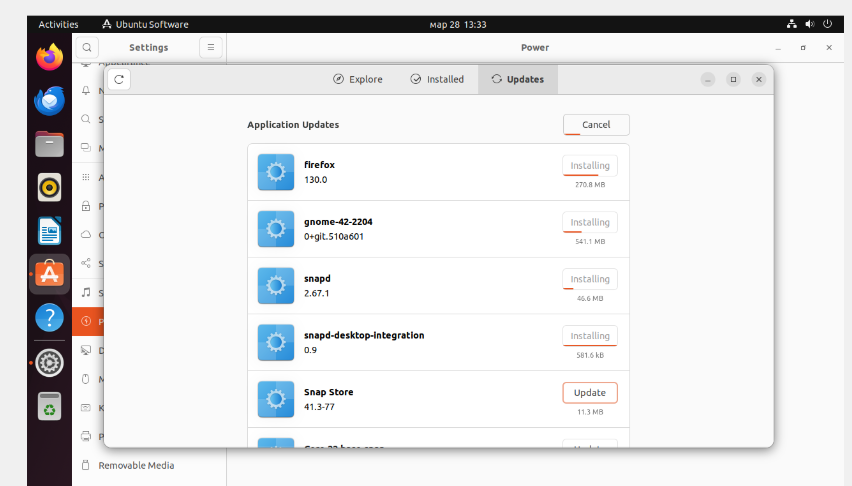 Activities Ubuntu Software мар 28 13:33
Settings Power
Appearance
Explore Installed Updates
N
S
M
A
P
C
S
S
P
D
M
K
P
Removable Media
Application Updates Cancel
firefox Installing
130.0 270.8 MB
gnome-42-2204 Installing
0+git.510a601 541.1 MB
snapd Installing
2.67.1 46.6 MB
snapd-desktop-integration Installing
0.9 581.6 kB
Snap Store Update
41.3-77 11.3 MB